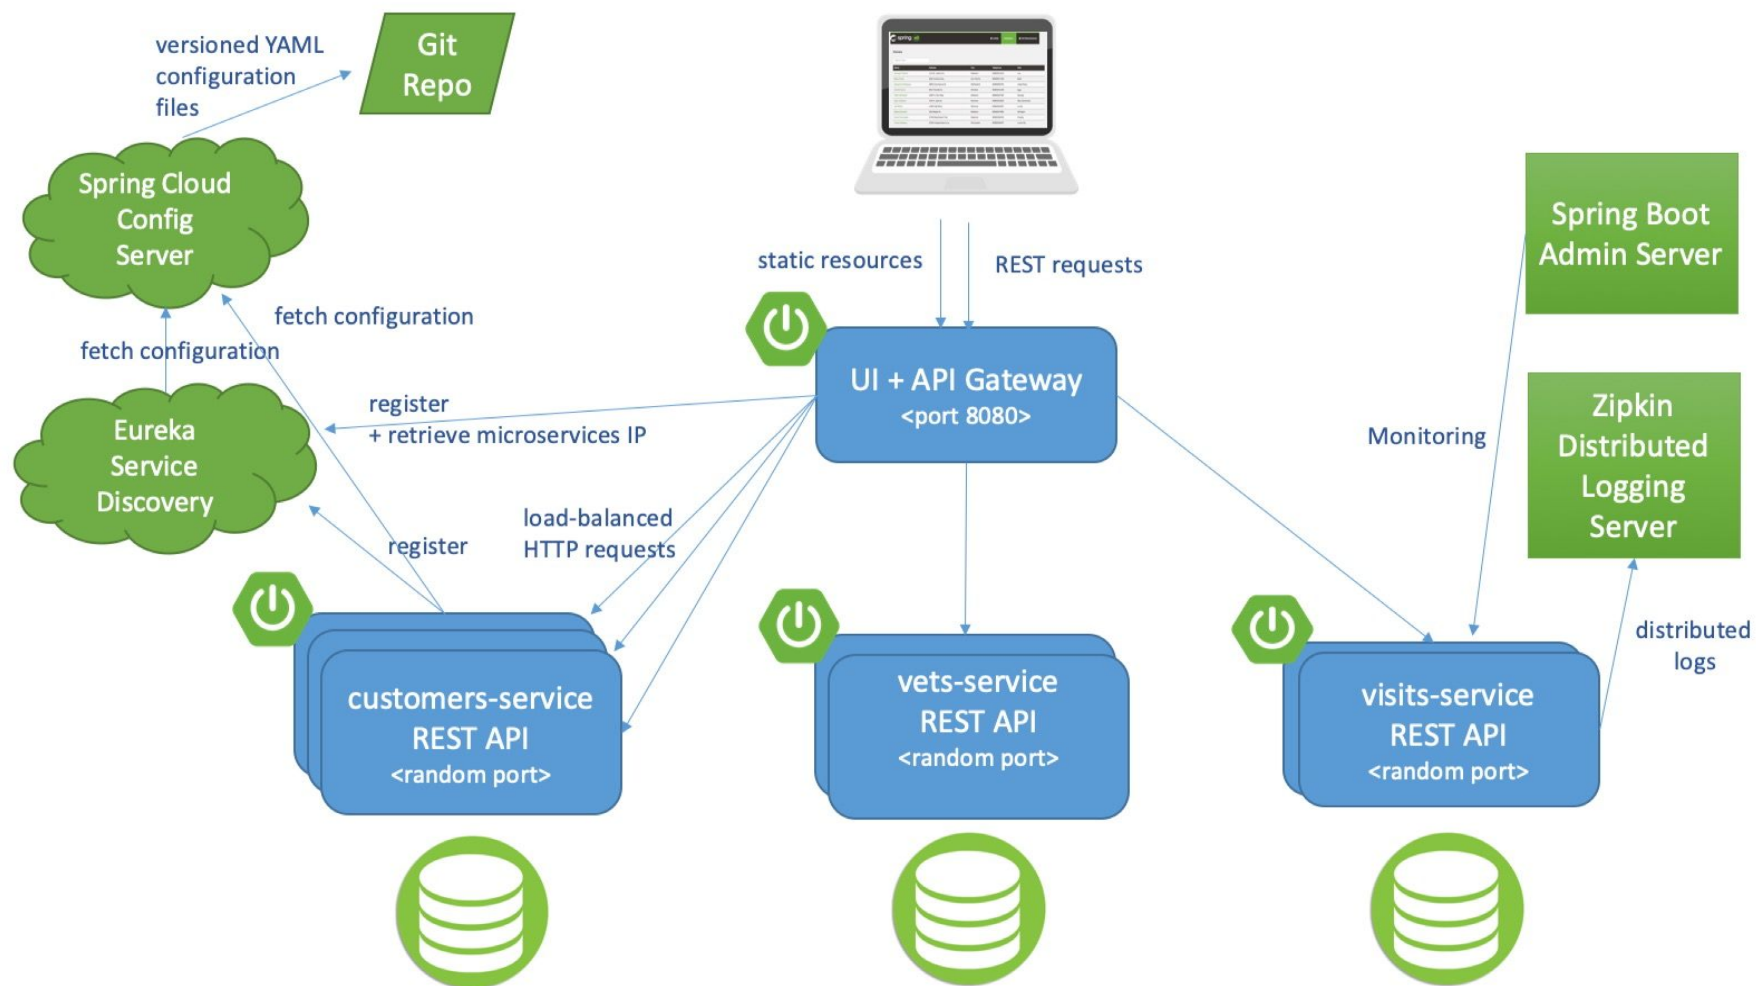 versioned YAML
configuration
files
Git
Repo
spring
Spring Cloud
Config
Server
static resources
REST requests
Spring Boot
Admin Server
fetch configuration
fetch configuration
UI + API Gateway
<port 8080>
register
+ retrieve microservices IP
Eureka
Service
Discovery
Monitoring
Zipkin
Distributed
Logging
Server
load-balanced
HTTP requests
register
customers-service
REST API
<random port>
vets-service
REST API
<random port>
visits-service
REST API
<random port>
distributed
logs